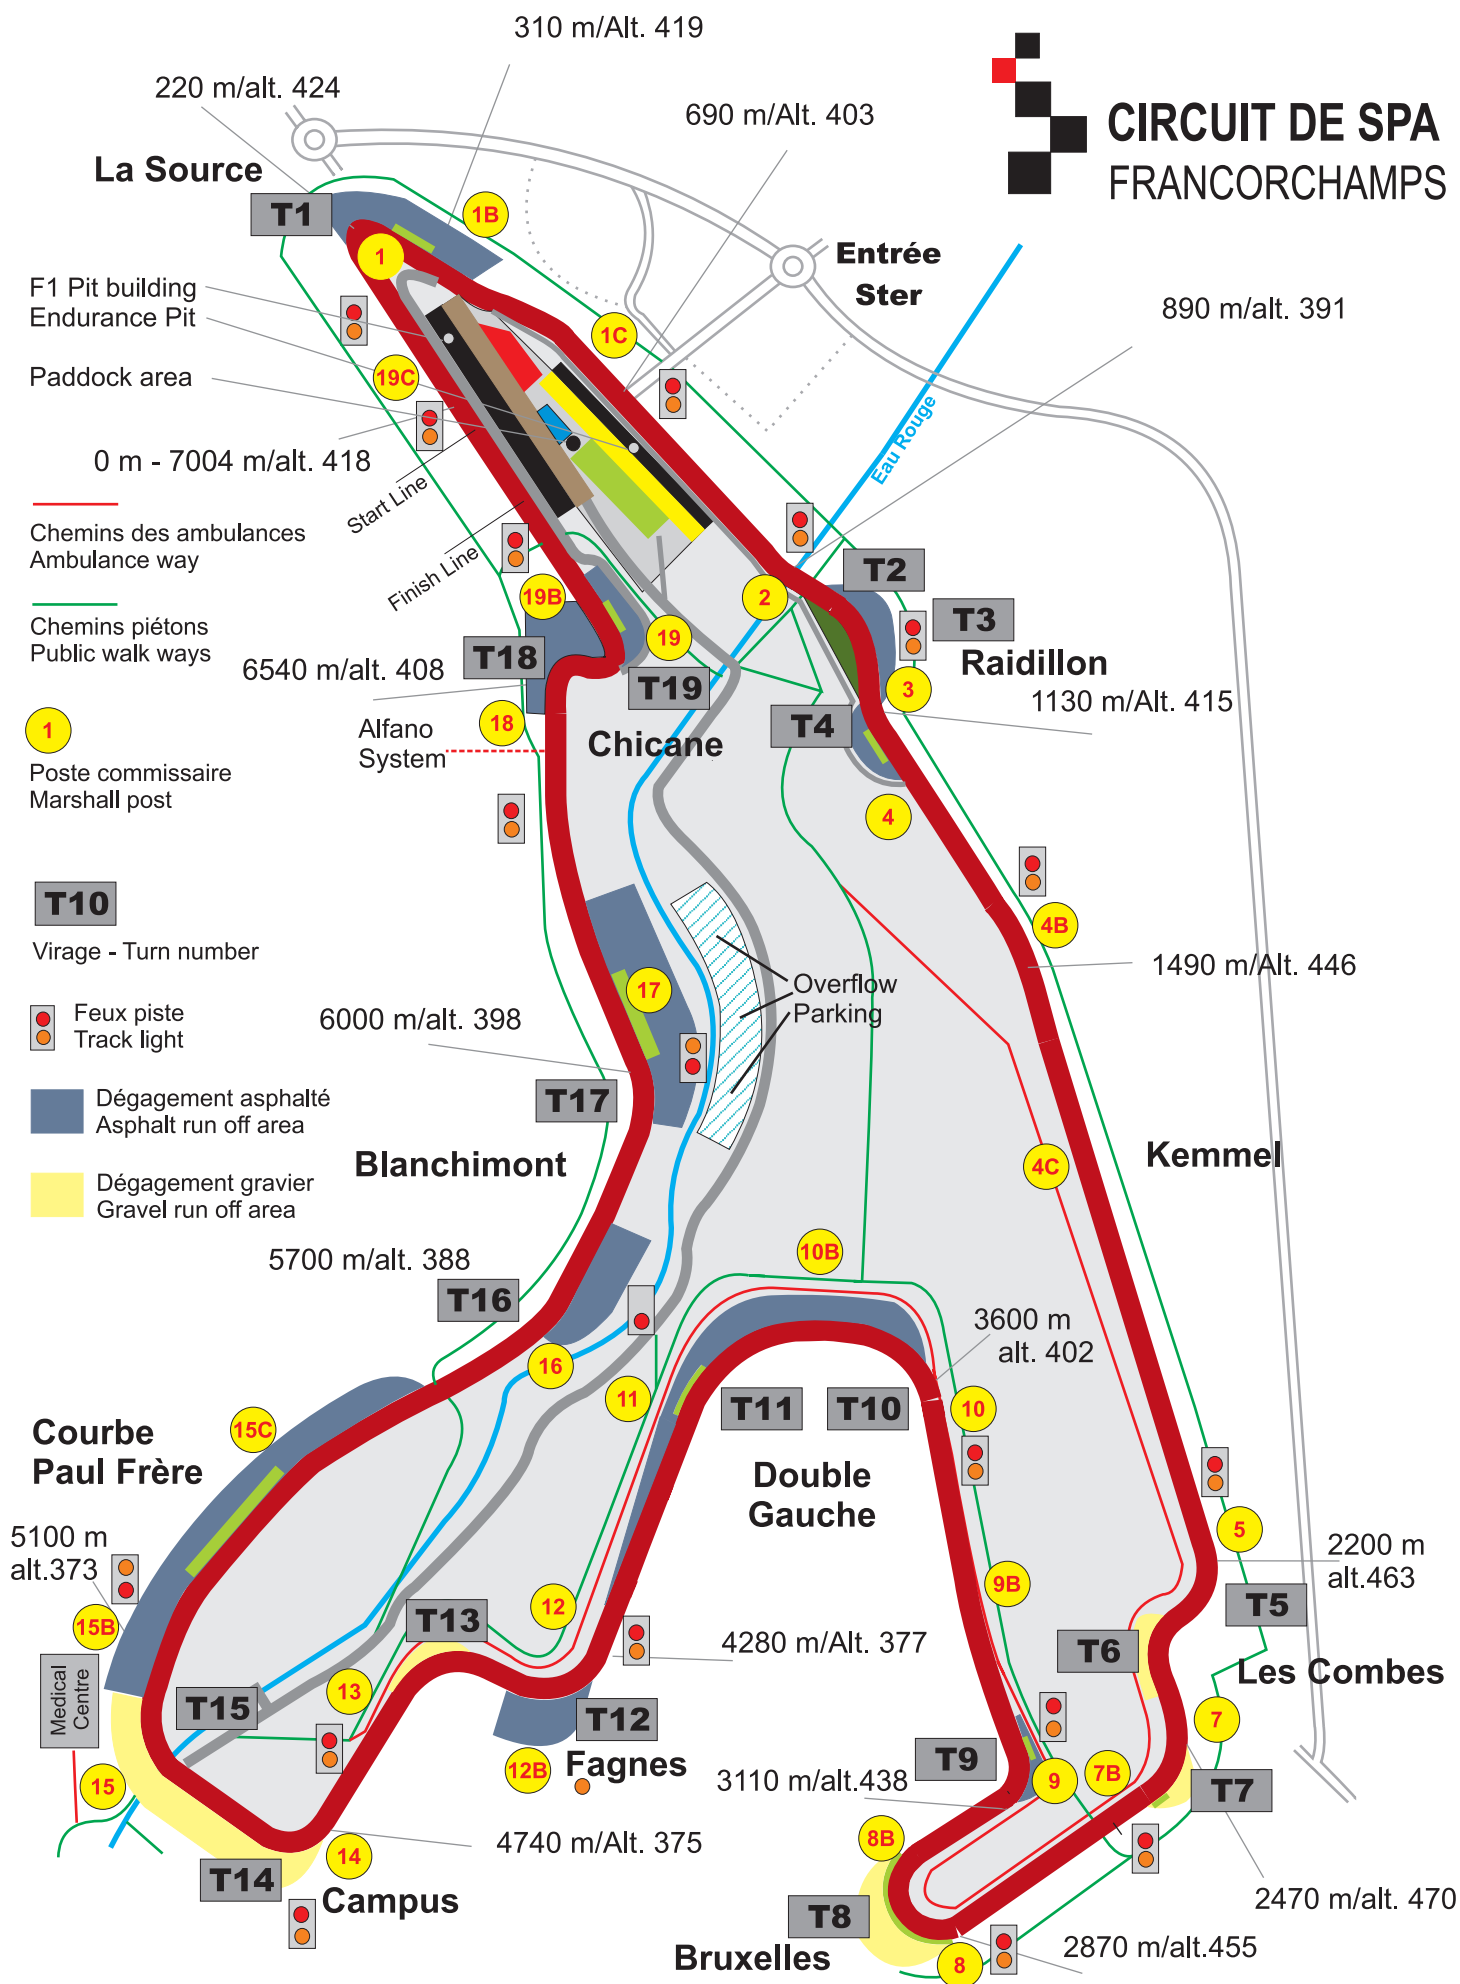 310 m/Alt. 419
220 m/alt. 424
690 m/Alt. 403
CIRCUIT DE SPA
FRANCORCHAMPS
La Source
T1
1B
1
Entrée
Ster
F1 Pit building
Endurance Pit
890 m/alt. 391
1C
Paddock area
19C
Eau Rouge
0 m - 7004 m/alt. 418
Start Line
Chemins des ambulances
Ambulance way
Finish Line
T2
19B
2
T3
Chemins piétons
Public walk ways
19
T18
6540 m/alt. 408
Raidillon
T19
3
1130 m/Alt. 415
1
18
T4
Alfano
System
Chicane
Poste commissaire
Marshall post
4
T10
4B
Virage - Turn number
1490 m/Alt. 446
17
Overflow
Parking
Feux piste
Track light
6000 m/alt. 398
T17
Dégagement asphalté
Asphalt run off area
Blanchimont
4C
Kemmel
Dégagement gravier
Gravel run off area
10B
5700 m/alt. 388
T16
3600 m
alt. 402
16
11
T11
T10
10
Courbe
Paul Frère
15C
Double
Gauche
5100 m
alt.373
5
2200 m
alt.463
9B
T5
12
15B
T13
4280 m/Alt. 377
T6
Les Combes
Medical
Centre
13
T15
T12
7
Fagnes
12B
T9
3110 m/alt.438
9
7B
T7
15
4740 m/Alt. 375
8B
14
T14
Campus
2470 m/alt. 470
T8
Bruxelles
2870 m/alt.455
8